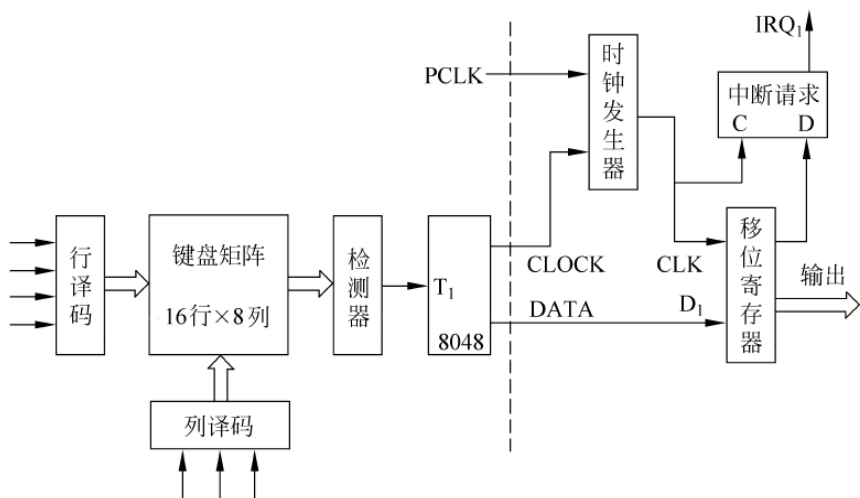 IRQ₁
PCLK
时钟发生器
中断请求
C D
行译码
键盘矩阵
16行×8列
检测器
T₁
8048
CLOCK
CLK
DATA
D₁
移位寄存器
输出
列译码